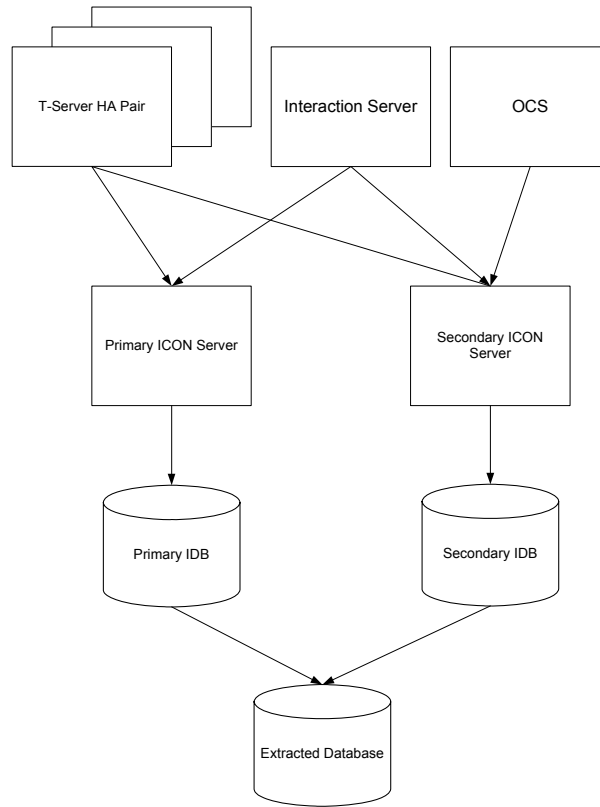 T-Server HA Pair
Interaction Server
OCS
Primary ICON Server
Secondary ICON
Server
Primary IDB
Secondary IDB
Extracted Database